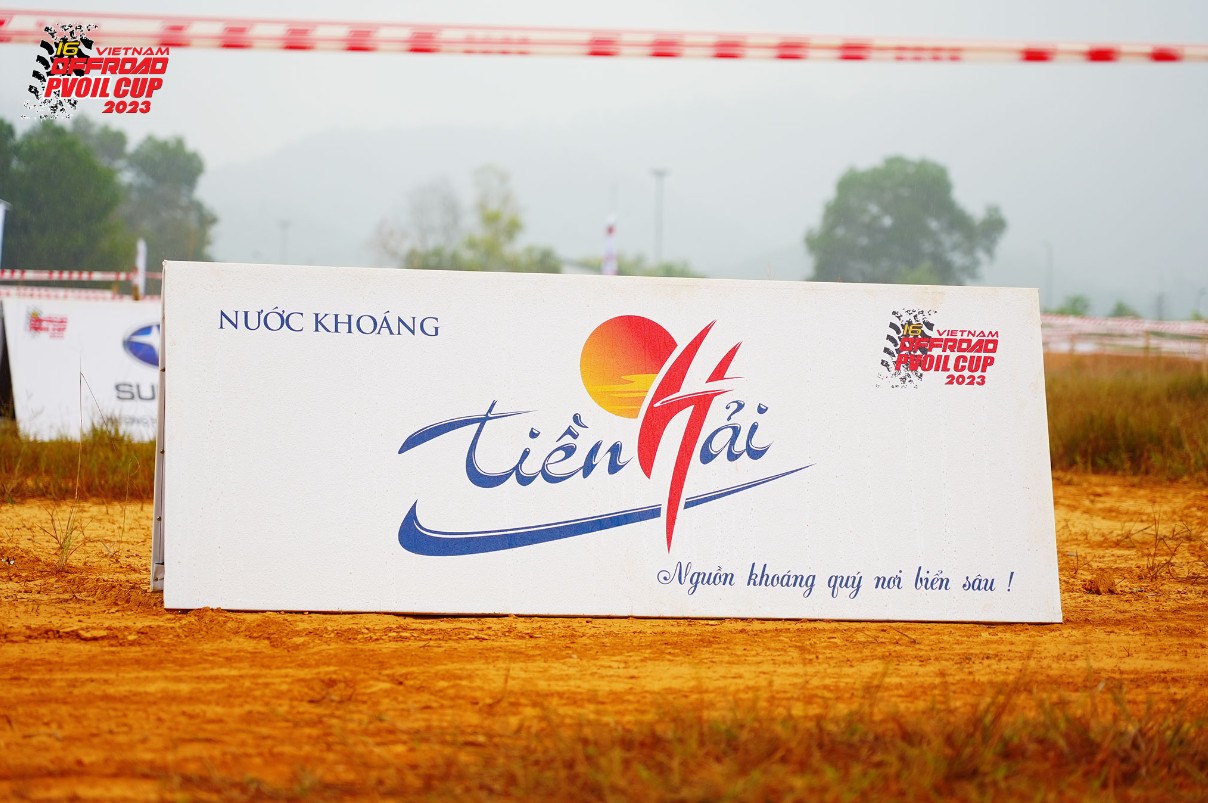 16 VIETNAM
OFFROAD
PVOIL CUP
2023
NƯỚC KHOÁNG
Tiền Hải
Nguồn khoáng quý nơi biển sâu !
16 VIETNAM
OFFROAD
PVOIL CUP
2023
SU